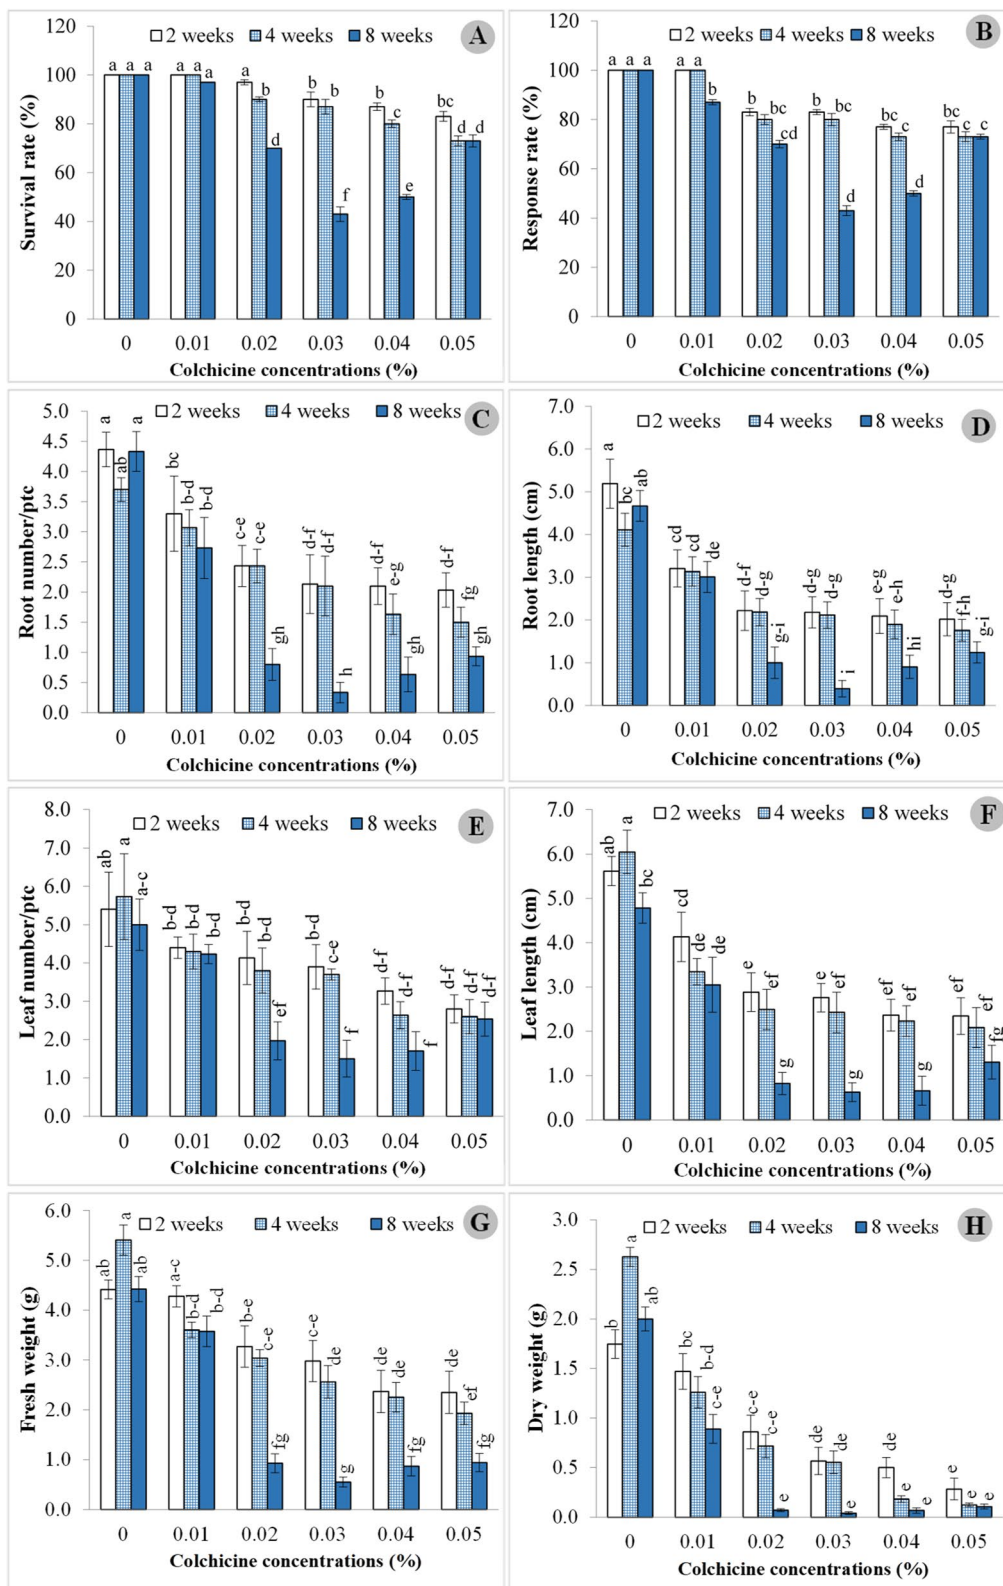 120
100
80
60
40
20
0
Survival rate (%)
2 weeks 4 weeks 8 weeks
A
a a a a a a a b d b b f b c e bc d d
0 0.01 0.02 0.03 0.04 0.05
Colchicine concentrations (%)
120
100
80
60
40
20
0
Response rate (%)
2 weeks 4 weeks 8 weeks
B
a a a a a b b bc cd b bc d bc c d bc c c
0 0.01 0.02 0.03 0.04 0.05
Colchicine concentrations (%)
5.0
4.5
4.0
3.5
3.0
2.5
2.0
1.5
1.0
0.5
0.0
Root number/ptc
2 weeks 4 weeks 8 weeks
C
a ab a bc b-d b-d c-e c-e gh d-f d-f h d-f e-g gh d-f fg gh
0 0.01 0.02 0.03 0.04 0.05
Colchicine concentrations (%)
7.0
6.0
5.0
4.0
3.0
2.0
1.0
0.0
Root length (cm)
2 weeks 4 weeks 8 weeks
D
a bc ab cd cd de d-f d-g g-i d-g d-g i e-g e-h hi d-g f-h g-i
0 0.01 0.02 0.03 0.04 0.05
Colchicine concentrations (%)
8.0
7.0
6.0
5.0
4.0
3.0
2.0
1.0
0.0
Leaf number/ptc
2 weeks 4 weeks 8 weeks
E
ab a a-c b-d b-d b-d b-d b-d ef b-d c-e f d-f d-f f d-f d-f d-f
0 0.01 0.02 0.03 0.04 0.05
Colchicine concentrations (%)
7.0
6.0
5.0
4.0
3.0
2.0
1.0
0.0
Leaf length (cm)
2 weeks 4 weeks 8 weeks
F
ab a bc cd de de e ef g e ef g ef ef g ef ef fg
0 0.01 0.02 0.03 0.04 0.05
Colchicine concentrations (%)
6.0
5.0
4.0
3.0
2.0
1.0
0.0
Fresh weight (g)
2 weeks 4 weeks 8 weeks
G
ab a ab a-c b-d b-d b-e c-e fg c-e de g de de fg de ef fg
0 0.01 0.02 0.03 0.04 0.05
Colchicine concentrations (%)
3.0
2.5
2.0
1.5
1.0
0.5
0.0
Dry weight (g)
2 weeks 4 weeks 8 weeks
H
b a ab bc b-d c-e c-e c-e e de de e de e e e e e
0 0.01 0.02 0.03 0.04 0.05
Colchicine concentrations (%)